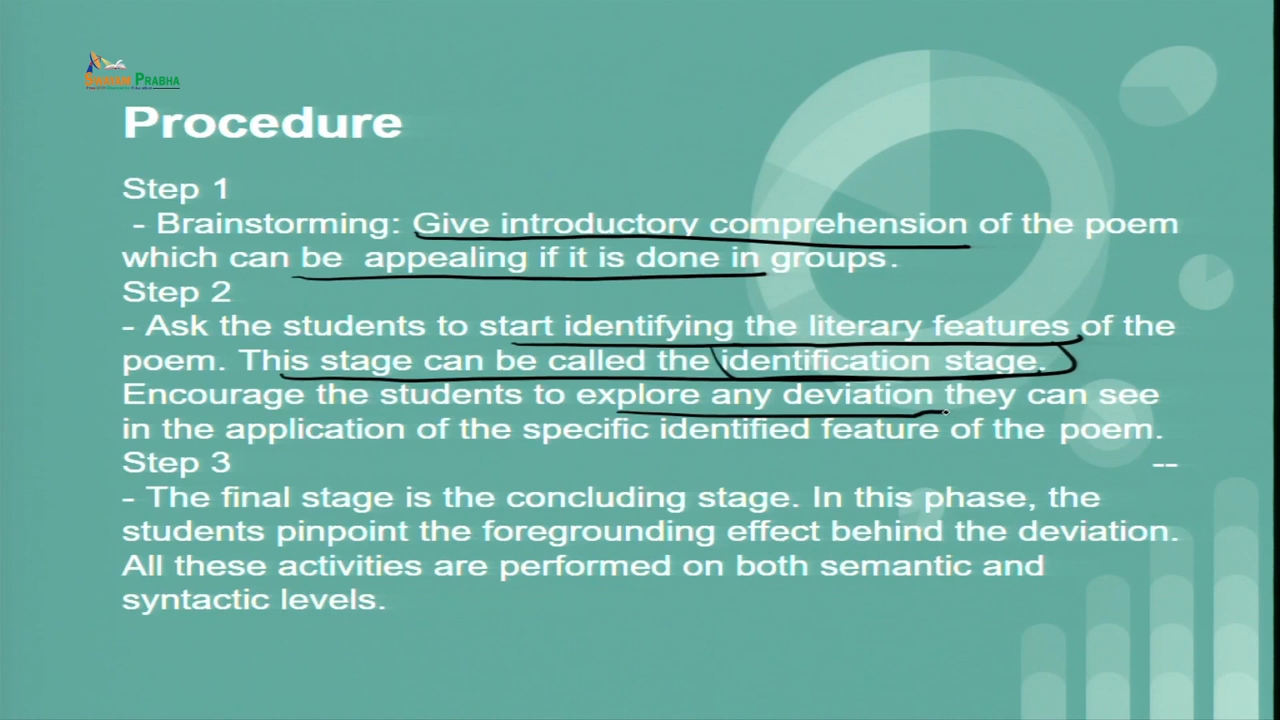 SWAYAM PRABHA
Procedure
Step 1
- Brainstorming: Give introductory comprehension of the poem
which can be appealing if it is done in groups.
Step 2
- Ask the students to start identifying the literary features of the
poem. This stage can be called the identification stage.
Encourage the students to explore any deviation they can see
in the application of the specific identified feature of the poem.
Step 3 --
- The final stage is the concluding stage. In this phase, the
students pinpoint the foregrounding effect behind the deviation.
All these activities are performed on both semantic and
syntactic levels.